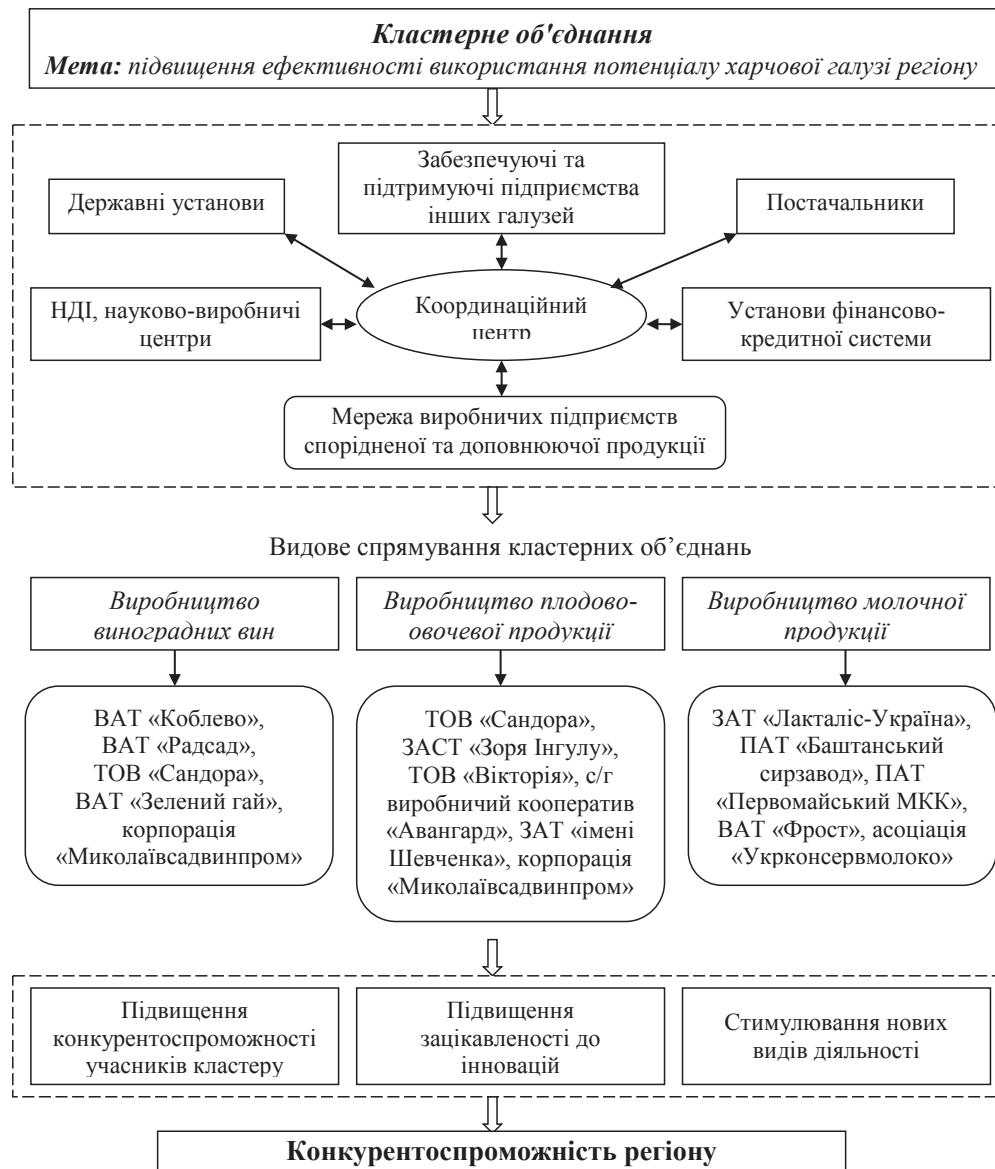 Кластерне об'єднання
Мета: підвищення ефективності використання потенціалу харчової галузі регіону
Державні установи
Забезпечуючі та
підтримуючі підприємства
інших галузей
Постачальники
НДІ, науково-виробничі
центри
Координаційний
центр
Установи фінансово-
кредитної системи
Мережа виробничих підприємств
спорідненої та доповнюючої продукції
Видове спрямування кластерних об’єднань
Виробництво
виноградних вин
Виробництво плодово-
овочевої продукції
Виробництво молочної
продукції
ВАТ «Коблево»,
ВАТ «Радсад»,
ТОВ «Сандора»,
ВАТ «Зелений гай»,
корпорація
«Миколаївсадвинпром»
ТОВ «Сандора»,
ЗАСТ «Зоря Інгулу»,
ТОВ «Вікторія», с/г
виробничий кооператив
«Авангард», ЗАТ «імені
Шевченка», корпорація
«Миколаївсадвинпром»
ЗАТ «Лакталіс-Україна»,
ПАТ «Баштанський
сирзавод», ПАТ
«Первомайський МКК»,
ВАТ «Фрост», асоціація
«Укрконсервмолоко»
Підвищення
конкурентоспроможності
учасників кластеру
Підвищення
зацікавленості до
інновацій
Стимулювання нових
видів діяльності
Конкурентоспроможність регіону